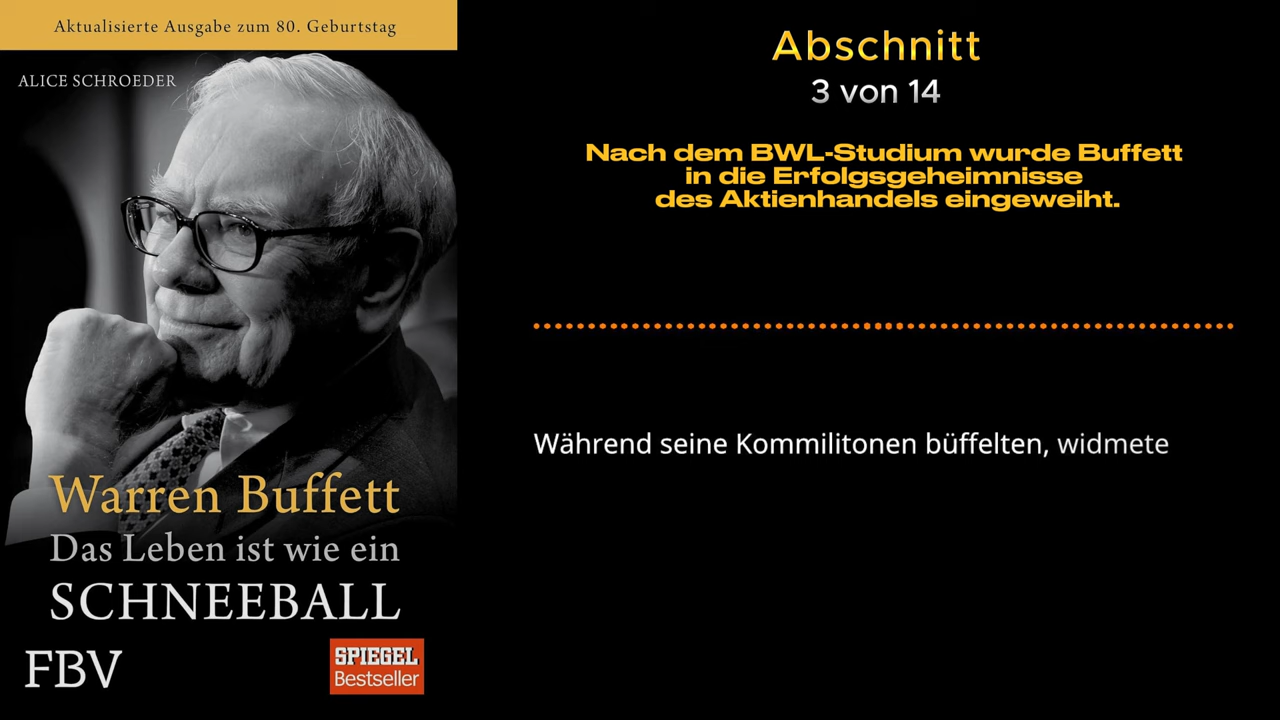 Aktualisierte Ausgabe zum 80. Geburtstag
ALICE SCHROEDER
Warren Buffett
Das Leben ist wie ein
SCHNEEBALL
FBV
SPIEGEL
Bestseller
Abschnitt
3 von 14
Nach dem BWL-Studium wurde Buffett
in die Erfolgsgeheimnisse
des Aktienhandels eingeweiht.
Während seine Kommilitonen büffelten, widmete